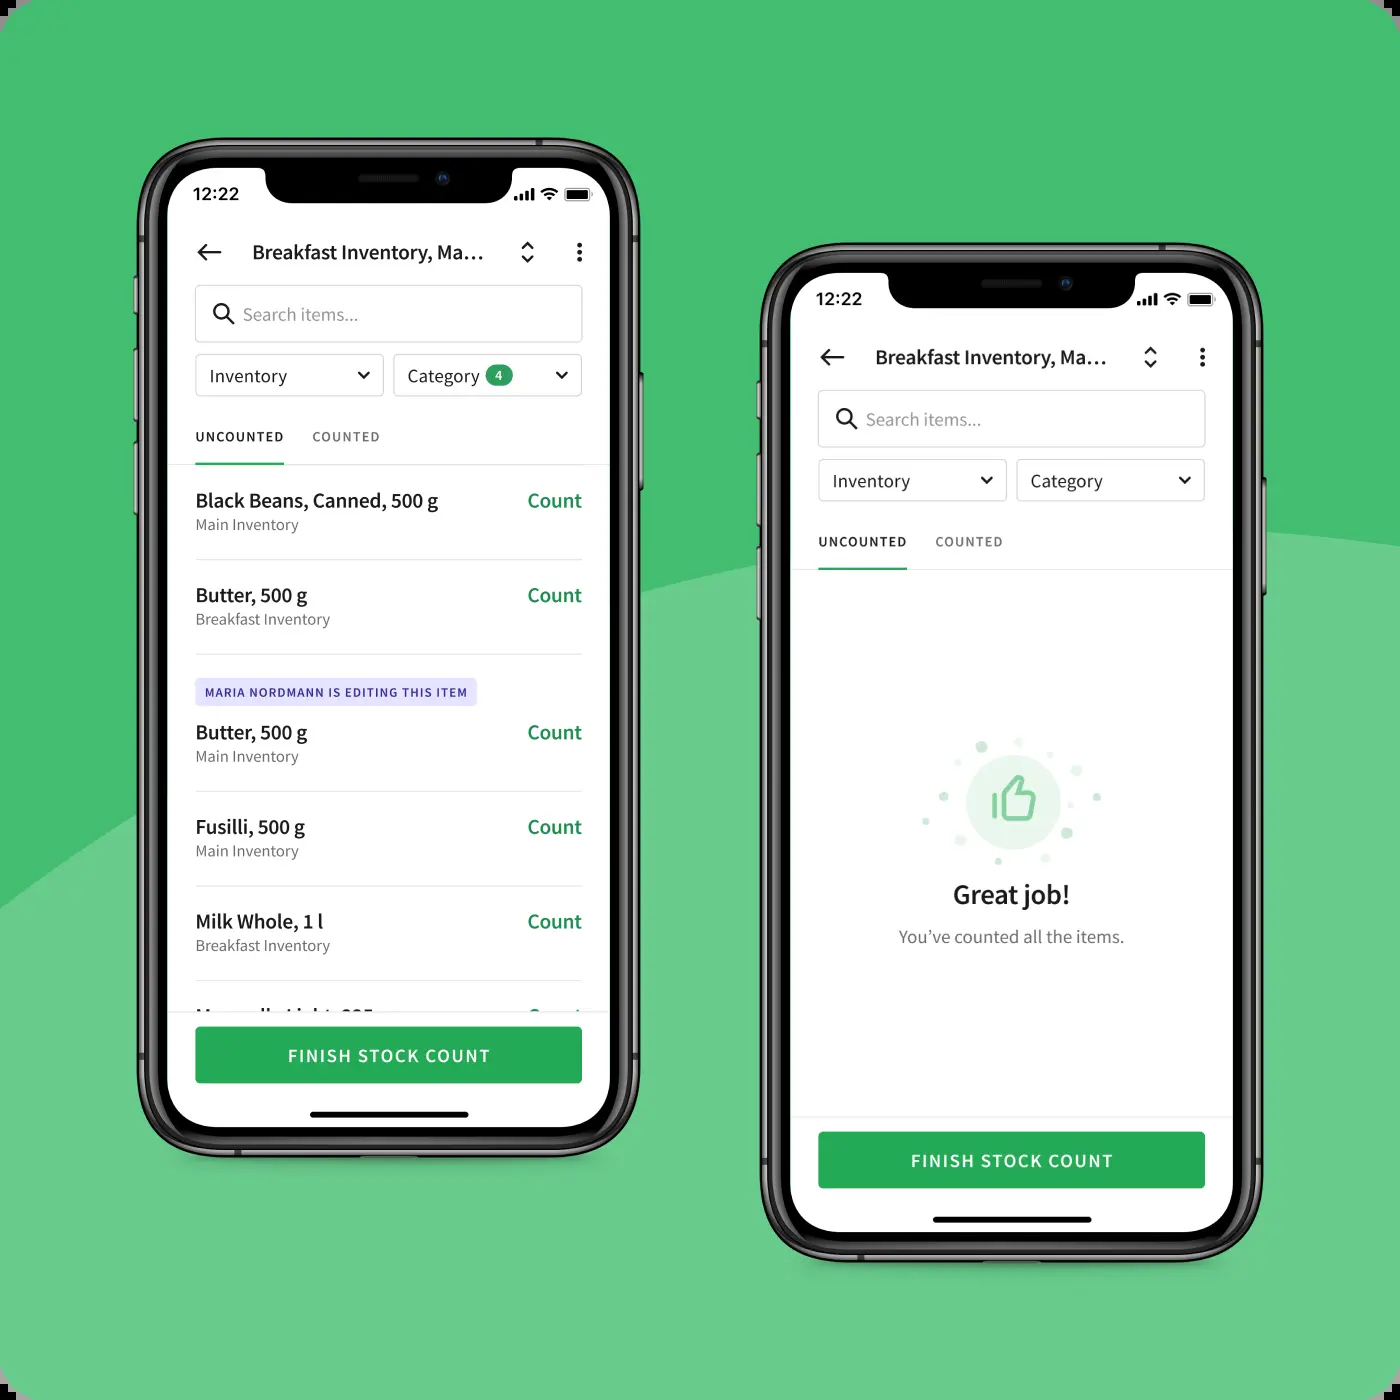 12:22
Breakfast Inventory, Ma...
Search items...
Inventory
Category 4
UNCOUNTED COUNTED
Black Beans, Canned, 500 g Count
Main Inventory
Butter, 500 g Count
Breakfast Inventory
MARIA NORDMANN IS EDITING THIS ITEM
Butter, 500 g Count
Main Inventory
Fusilli, 500 g Count
Main Inventory
Milk Whole, 1 l Count
Breakfast Inventory
FINISH STOCK COUNT
12:22
Breakfast Inventory, Ma...
Search items...
Inventory
Category
UNCOUNTED COUNTED
Great job!
You’ve counted all the items.
FINISH STOCK COUNT